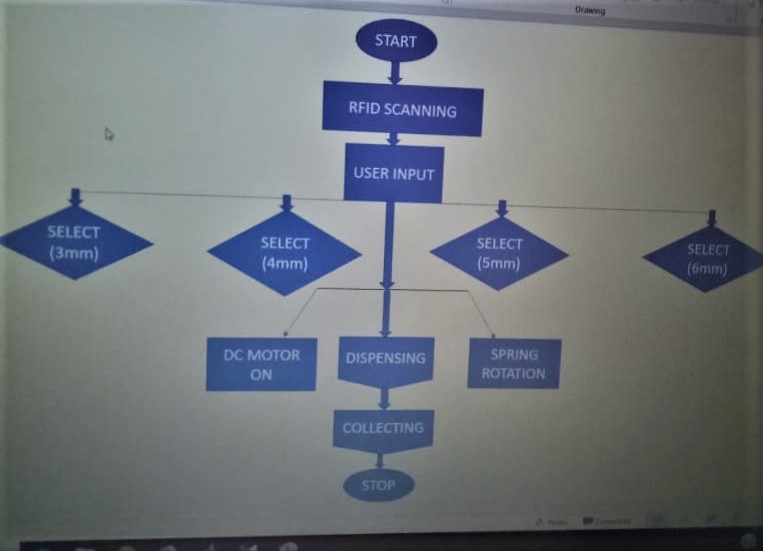 Drawing
START
RFID SCANNING
USER INPUT
SELECT
(3mm)
SELECT
(4mm)
SELECT
(5mm)
SELECT
(6mm)
DC MOTOR
ON
DISPENSING
SPRING
ROTATION
COLLECTING
STOP
Notes
Comments